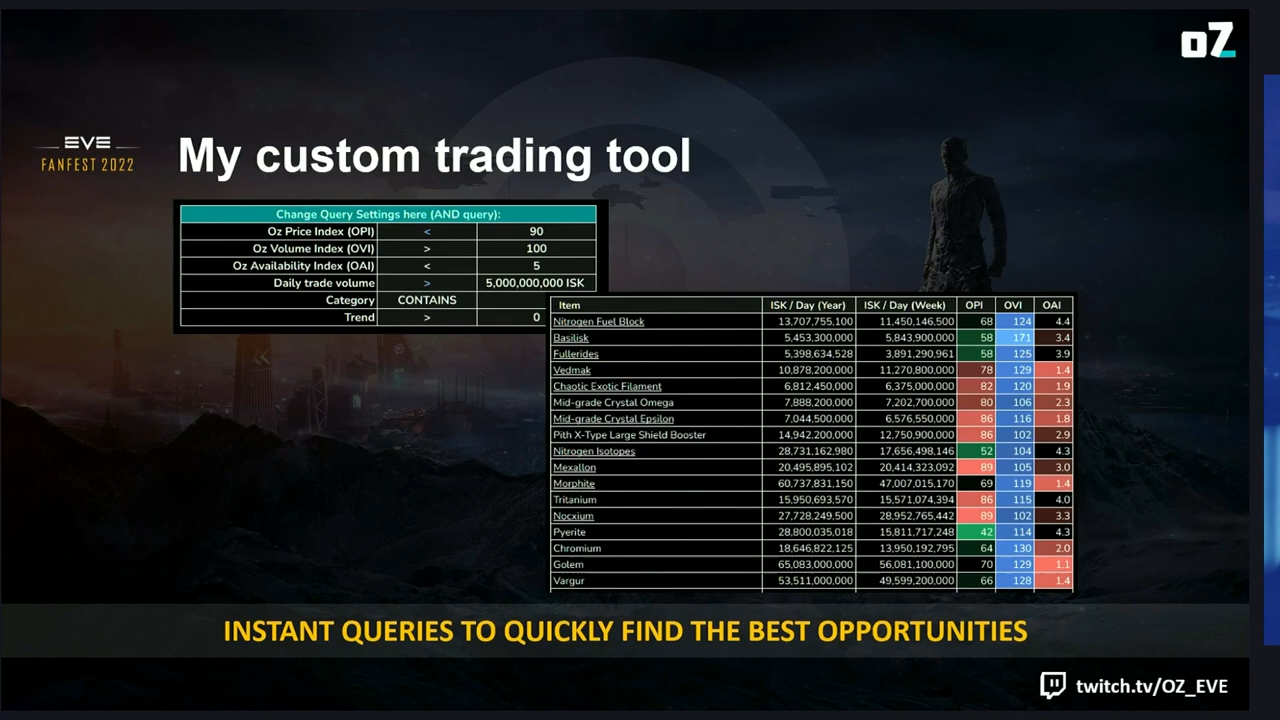 oZ
EVE
FANFEST 2022
My custom trading tool
Change Query Settings here (AND query):
Oz Price Index (OPI) < 90
Oz Volume Index (OVI) > 100
Oz Availability Index (OAI) < 5
Daily trade volume > 5,000,000,000 ISK
Category CONTAINS
Trend > 0
Item ISK / Day (Year) ISK / Day (Week) OPI OVI OAI
Nitrogen Fuel Block 13,707,755,100 11,450,146,500 68 124 4.4
Basilisk 5,453,300,000 5,843,900,000 58 171 3.4
Fullerides 5,398,634,528 3,891,290,961 58 125 3.9
Vedmak 10,878,200,000 11,270,800,000 78 129 1.4
Chaotic Exotic Filament 6,812,450,000 6,375,000,000 82 120 1.9
Mid-grade Crystal Omega 7,888,200,000 7,202,700,000 80 106 2.3
Mid-grade Crystal Epsilon 7,044,500,000 6,576,550,000 86 116 1.8
Pith X-Type Large Shield Booster 14,942,200,000 12,750,900,000 86 102 2.9
Nitrogen Isotopes 28,731,162,980 17,656,498,146 52 104 4.3
Mexallon 20,495,895,102 20,414,323,092 89 105 3.0
Morphite 60,737,831,150 47,007,015,170 69 119 1.4
Tritanium 15,950,693,570 15,571,074,394 86 115 4.0
Nocxium 27,728,249,500 28,952,765,442 89 102 3.3
Pyerite 28,800,035,018 15,811,717,248 42 114 4.3
Chromium 18,646,822,125 13,950,192,795 64 130 2.0
Golem 65,083,000,000 56,081,100,000 70 129 1.1
Vargur 53,511,000,000 49,599,200,000 66 128 1.4
INSTANT QUERIES TO QUICKLY FIND THE BEST OPPORTUNITIES
twitch.tv/OZ_EVE